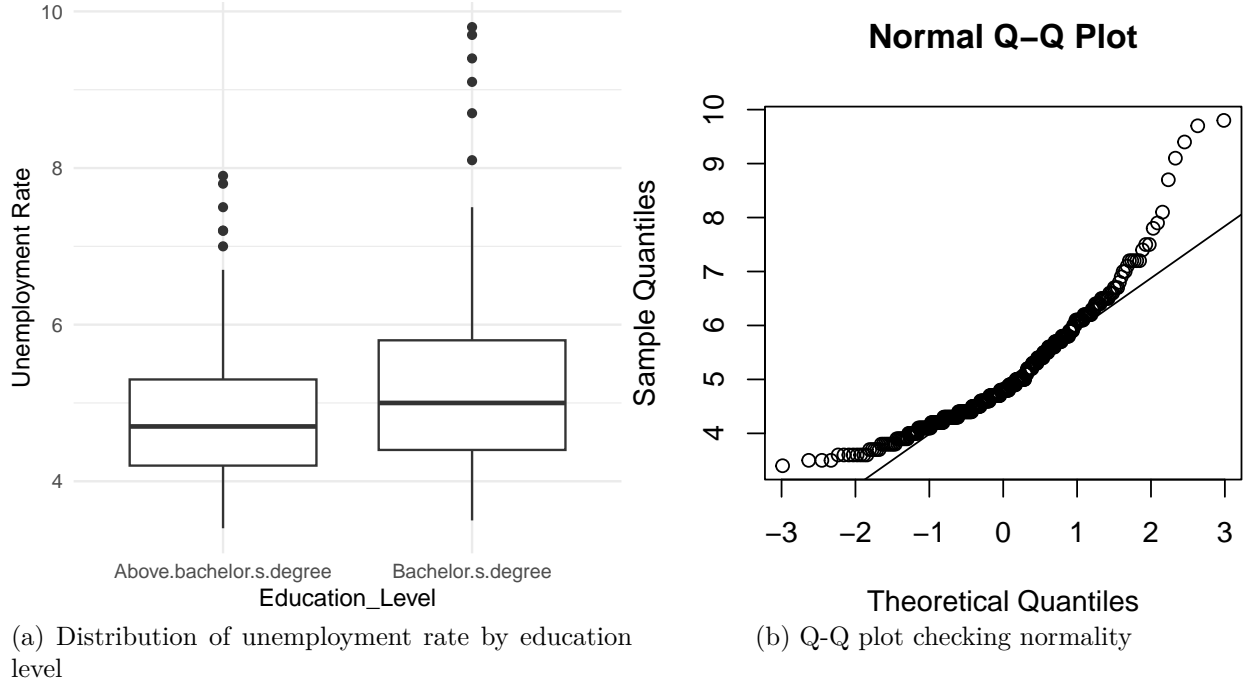 10
8
6
4
Unemployment Rate
Above.bachelor.s.degree
Bachelor.s.degree
Education_Level
(a) Distribution of unemployment rate by education
level
Normal Q−Q Plot
10
9
8
7
6
5
4
Sample Quantiles
−3
−2
−1
0
1
2
3
Theoretical Quantiles
(b) Q-Q plot checking normality